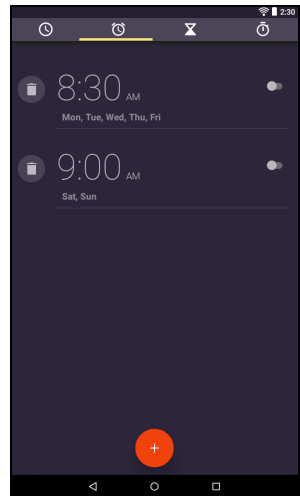 2:30
8:30 AM
Mon, Tue, Wed, Thu, Fri
9:00 AM
Sat, Sun